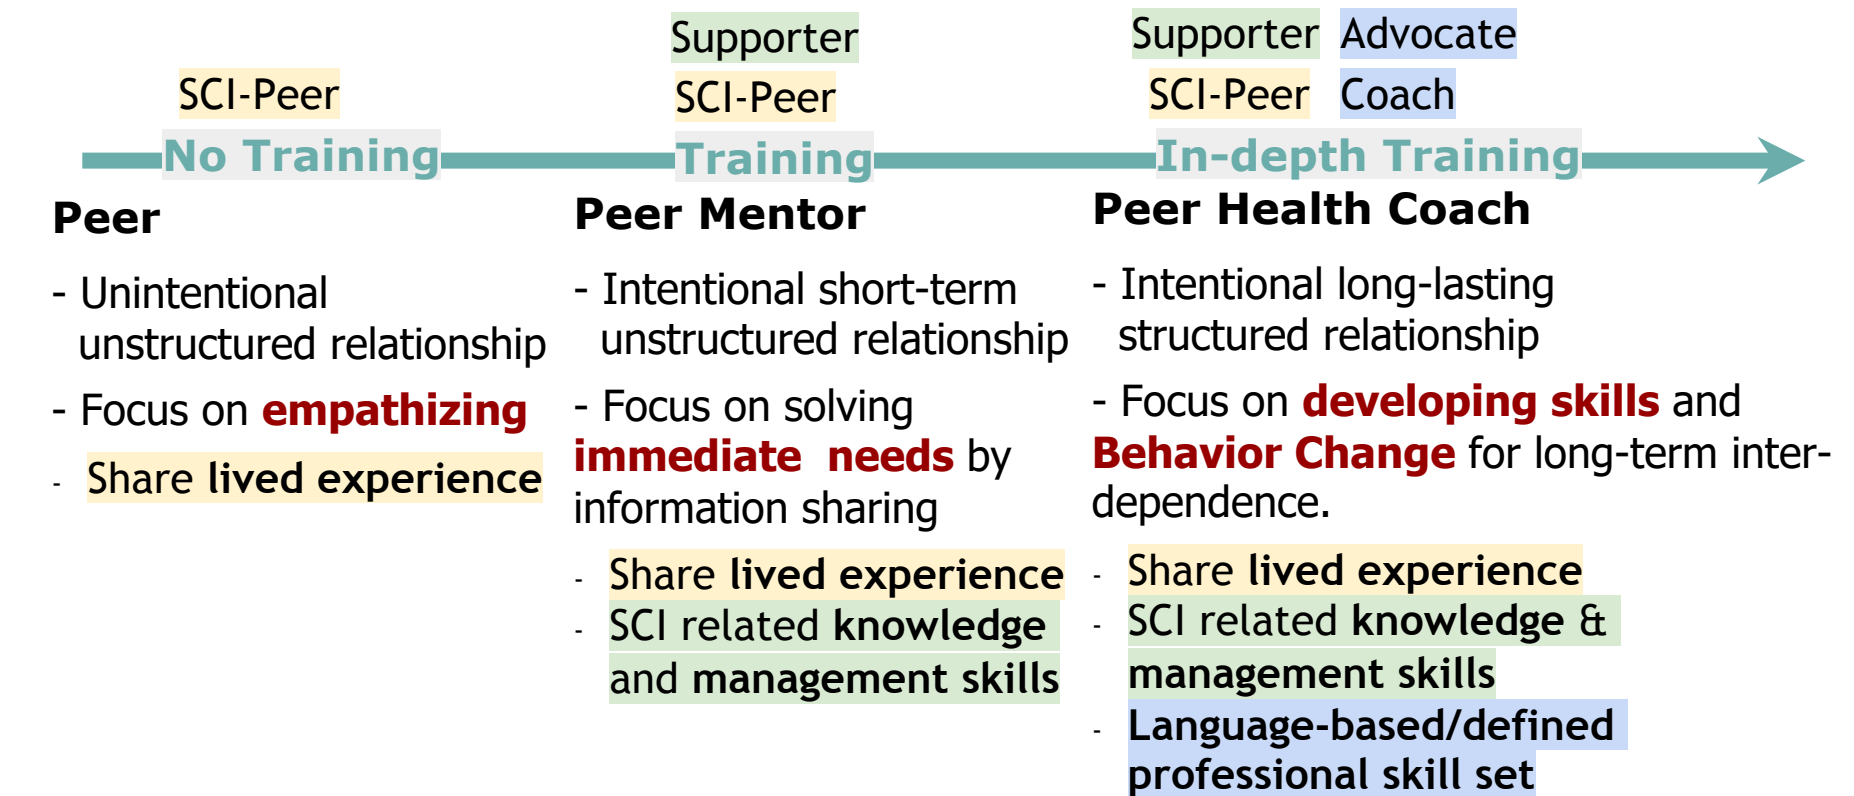 SCI-Peer
No Training
Peer
- Unintentional
unstructured relationship
- Focus on empathizing
- Share lived experience
Supporter
SCI-Peer
Training
Peer Mentor
- Intentional short-term
unstructured relationship
- Focus on solving
immediate needs by
information sharing
- Share lived experience
- SCI related knowledge
and management skills
Supporter Advocate
SCI-Peer Coach
In-depth Training
Peer Health Coach
- Intentional long-lasting
structured relationship
- Focus on developing skills and
Behavior Change for long-term inter-
dependence.
- Share lived experience
- SCI related knowledge &
management skills
- Language-based/defined
professional skill set